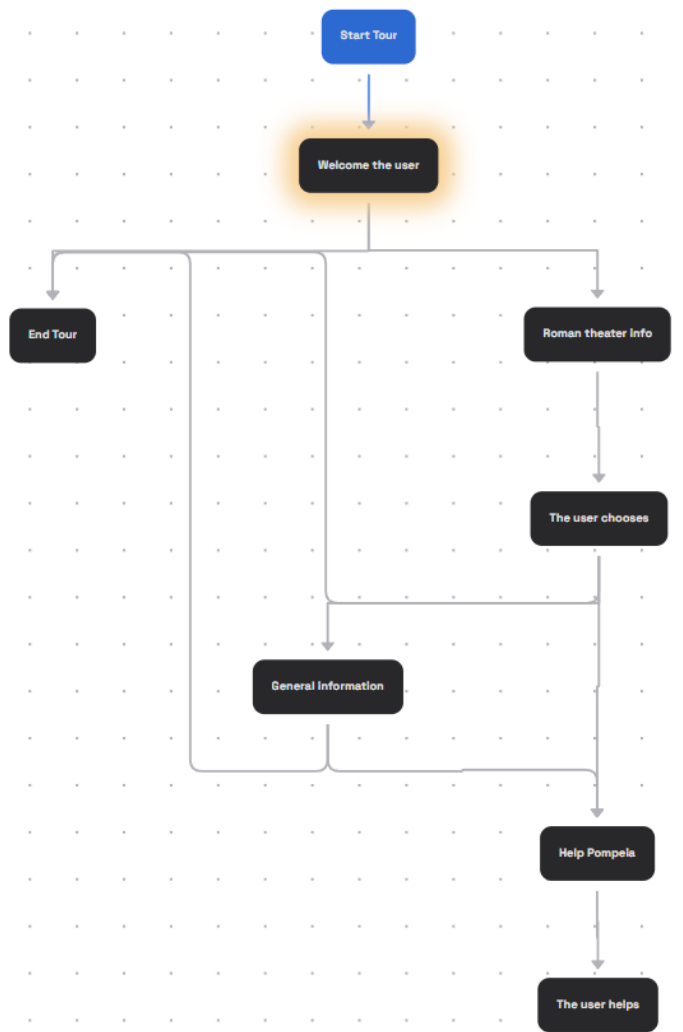 Start Tour
Welcome the user
End Tour
Roman theater info
The user chooses
General Information
Help Pompeia
The user helps